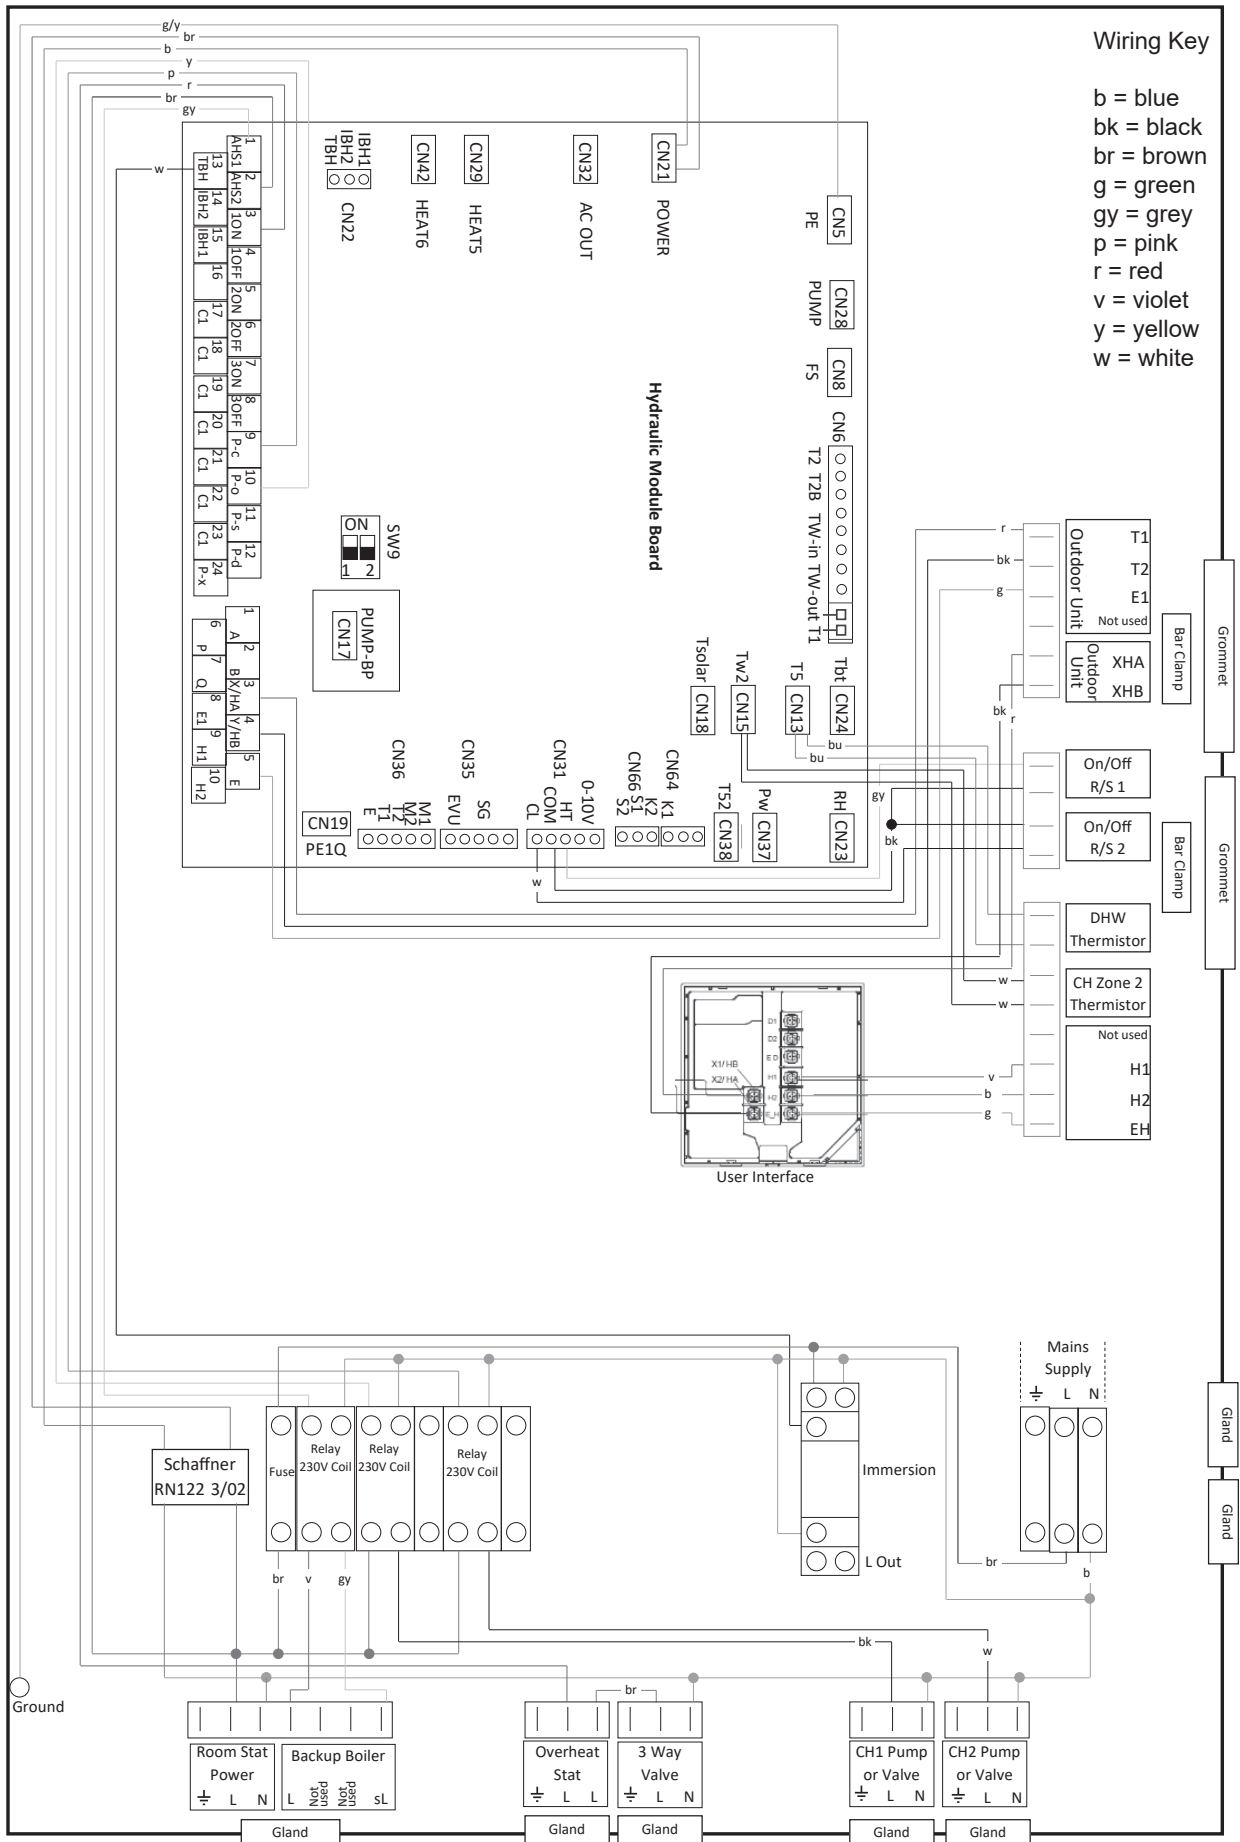 g/y
br
b
y
p
r
br
gy
w
Wiring Key
b = blue
bk = black
br = brown
g = green
gy = grey
p = pink
r = red
v = violet
y = yellow
w = white
1 AHS1
2 AHS2
3 1ON
4 1OFF
5 2ON
6 2OFF
7 3ON
8 3OFF
9 P-c
10 P-o
11 P-s
12 P-d
13 TBH
14 IBH2
15 IBH1
16
17 C1
18 C1
19 C1
20 C1
21 C1
22 C1
23 C1
24 P-x
IBH1
IBH2
TBH
CN22
CN42
HEAT6
CN29
HEAT5
CN32
AC OUT
CN21
POWER
CN5
PE
CN28
PUMP
CN8
FS
CN6
T2 T2B TW-in TW-out T1
Hydraulic Module Board
ON
1 2
SW9
PUMP-BP
CN17
1 A
2 B
3 X/HA
4 Y/HB
5 E
6 P
7 Q
8 E1
9 H1
10 H2
Tsolar
CN18
Tw2
CN15
T5
CN13
Tbt
CN24
bu
bu
CN36
M1
M2
T2
T1
E
CN35
SG
EVU
CN31
0-10V
HT
COM
CL
CN66
K2
S1
S2
CN64
K1
T52
CN38
Pw
CN37
RH
CN23
CN19
PE1Q
w
gy
bk
r
bk
g
bk
r
Outdoor Unit
T1
T2
E1
Not used
Outdoor
Unit
XHA
XHB
Bar Clamp
Grommet
On/Off
R/S 1
On/Off
R/S 2
Bar Clamp
Grommet
DHW
Thermistor
w
w
CH Zone 2
Thermistor
Not used
H1
H2
EH
v
b
g
D1
D2
E D
H1
H2
E_H
X1/HB
X2/HA
User Interface
Mains
Supply
L N
Gland
Gland
Schaffner
RN122 3/02
Fuse
Relay
230V Coil
Relay
230V Coil
Relay
230V Coil
Immersion
L Out
br
b
br
v
gy
bk
w
br
Ground
Room Stat
Power
L N
Backup Boiler
L
Not
used
Not
used
sL
Overheat
Stat
L L
3 Way
Valve
L N
CH1 Pump
or Valve
L N
CH2 Pump
or Valve
L N
Gland
Gland
Gland
Gland
Gland